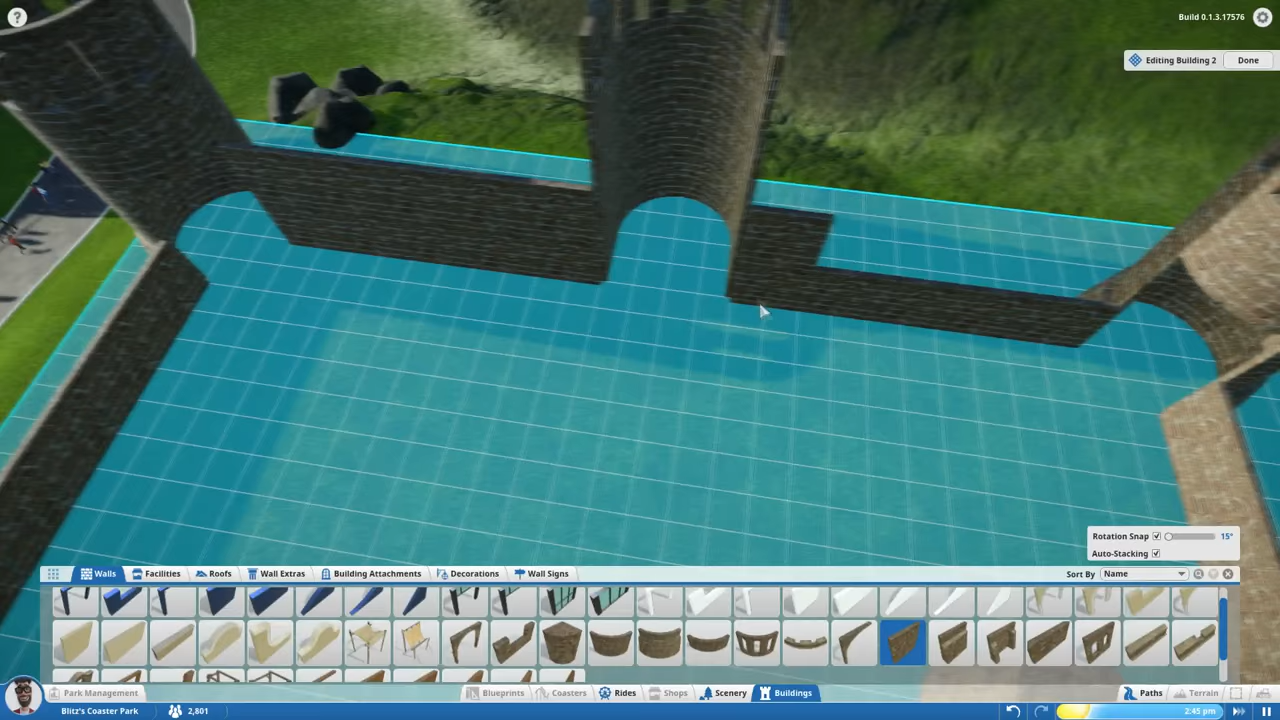 ?
Build 0.1.3.17576
Editing Building 2 Done
Rotation Snap 15°
Auto-Stacking
Walls Facilities Roofs Wall Extras Building Attachments Decorations Wall Signs Sort By Name
Park Management Blueprints Coasters Rides Shops Scenery Buildings Paths Terrain
Blitz's Coaster Park 2,801 2:45 pm